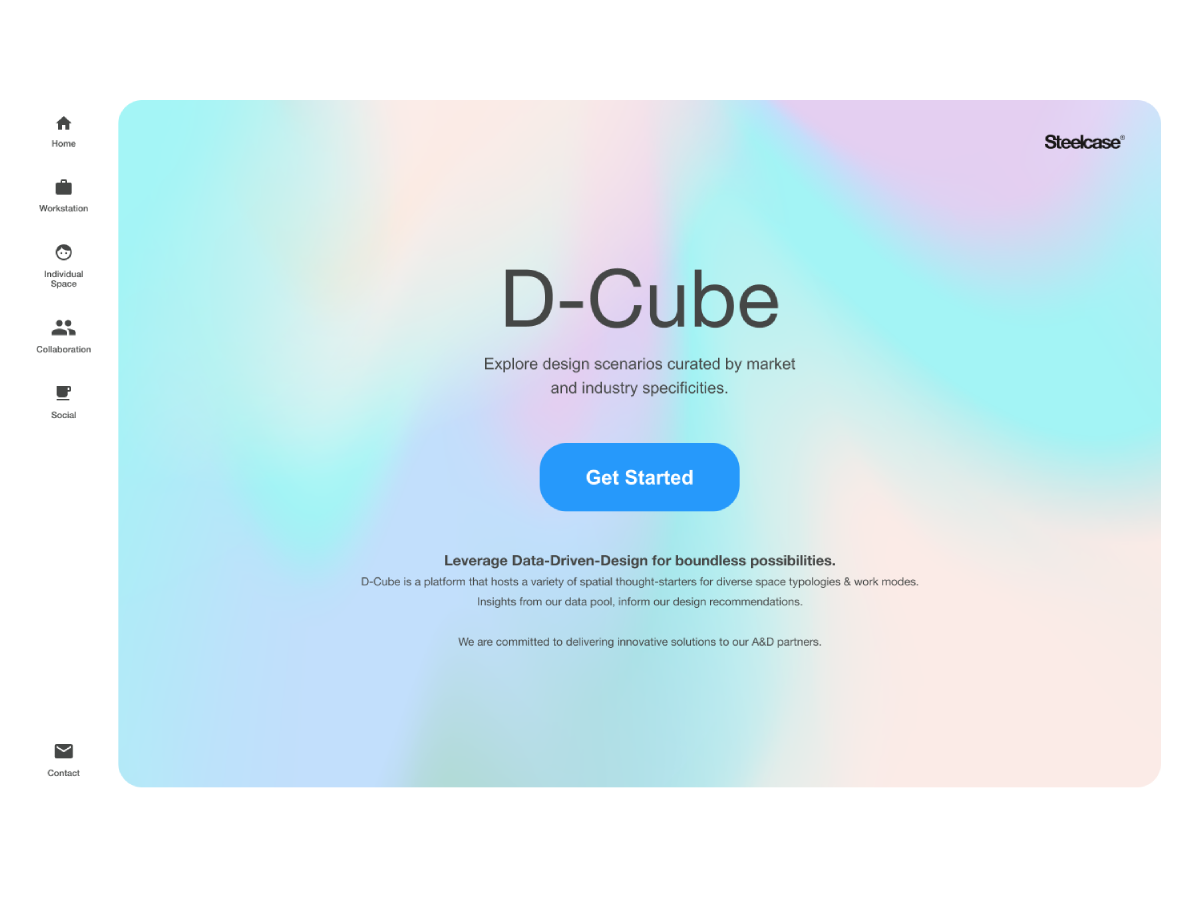 Home
Workstation
Individual
Space
Collaboration
Social
Contact
Steelcase®
D-Cube
Explore design scenarios curated by market
and industry specificities.
Get Started
Leverage Data-Driven-Design for boundless possibilities.
D-Cube is a platform that hosts a variety of spatial thought-starters for diverse space typologies & work modes.
Insights from our data pool, inform our design recommendations.
We are committed to delivering innovative solutions to our A&D partners.